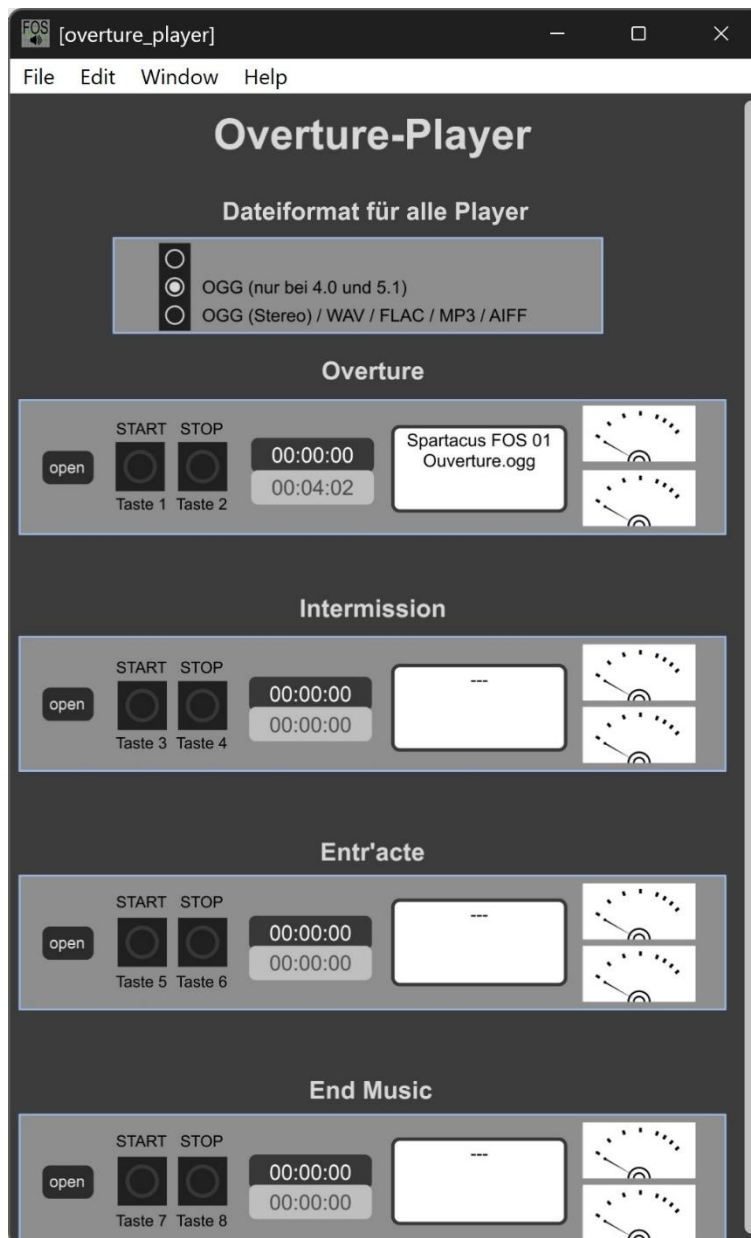 FOS
[overture_player]
File Edit Window Help
Overture-Player
Dateiformat für alle Player
OGG (nur bei 4.0 und 5.1)
OGG (Stereo) / WAV / FLAC / MP3 / AIFF
Overture
open
START STOP
Taste 1 Taste 2
00:00:00
00:04:02
Spartacus FOS 01
Ouverture.ogg
Intermission
open
START STOP
Taste 3 Taste 4
00:00:00
00:00:00
---
Entr'acte
open
START STOP
Taste 5 Taste 6
00:00:00
00:00:00
---
End Music
open
START STOP
Taste 7 Taste 8
00:00:00
00:00:00
---